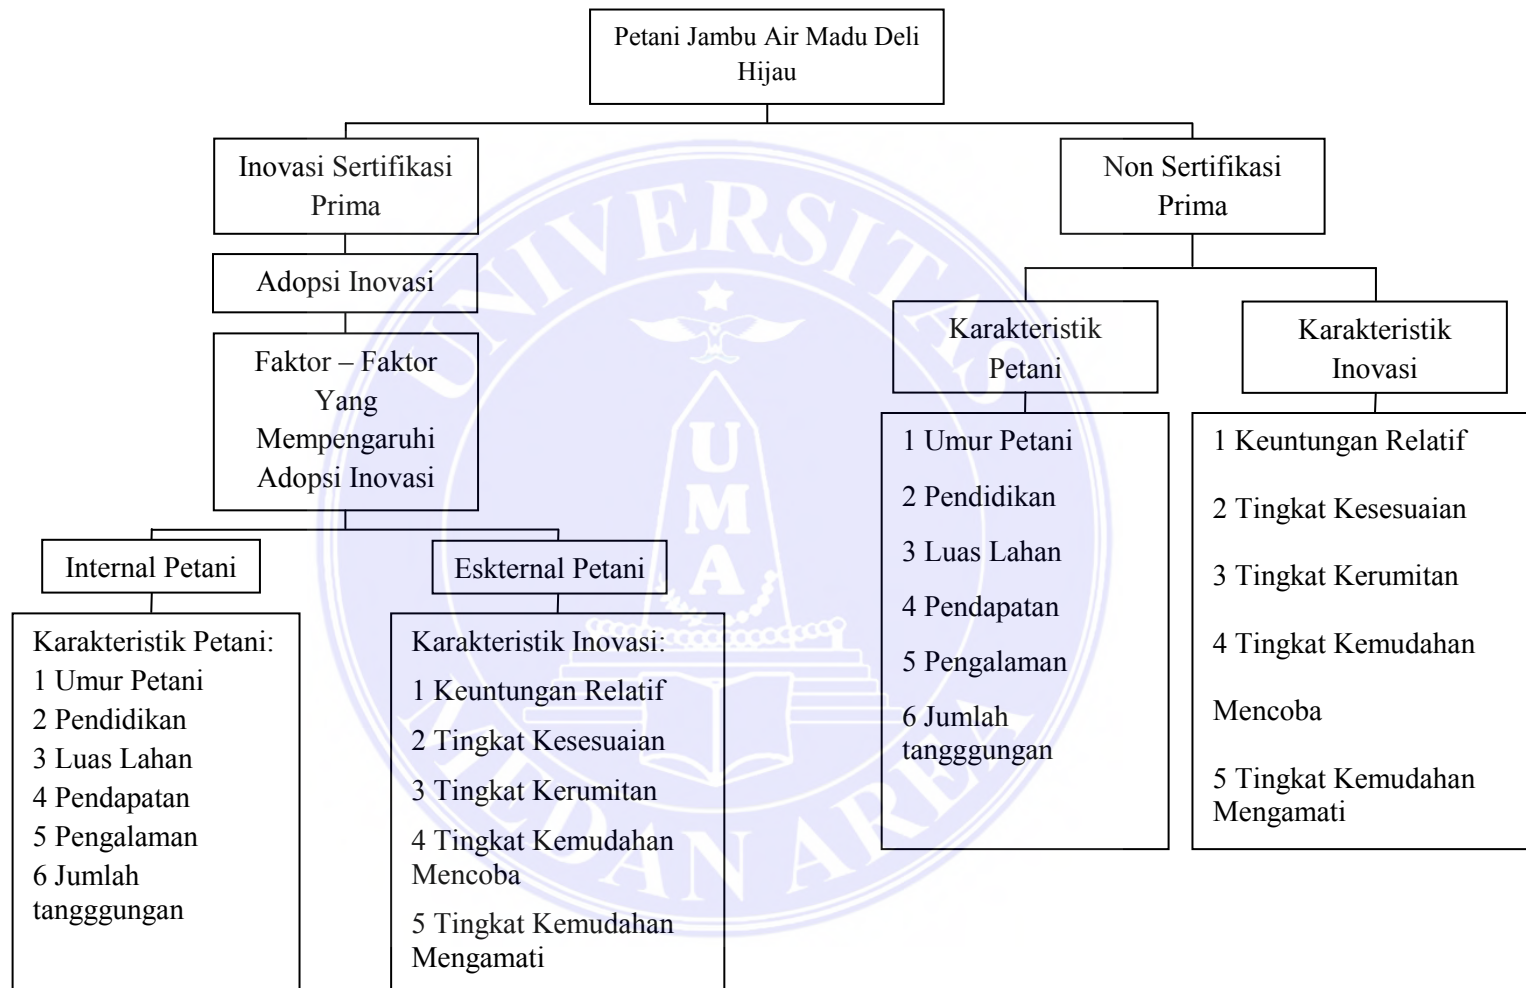 Petani Jambu Air Madu Deli
Hijau
Inovasi Sertifikasi
Prima
Non Sertifikasi
Prima
Adopsi Inovasi
Faktor – Faktor
Yang
Mempengaruhi
Adopsi Inovasi
Karakteristik
Petani
Karakteristik
Inovasi
Internal Petani
Eskternal Petani
Karakteristik Petani:
1 Umur Petani
2 Pendidikan
3 Luas Lahan
4 Pendapatan
5 Pengalaman
6 Jumlah
tangggungan
Karakteristik Inovasi:
1 Keuntungan Relatif
2 Tingkat Kesesuaian
3 Tingkat Kerumitan
4 Tingkat Kemudahan
Mencoba
5 Tingkat Kemudahan
Mengamati
1 Umur Petani
2 Pendidikan
3 Luas Lahan
4 Pendapatan
5 Pengalaman
6 Jumlah
tangggungan
1 Keuntungan Relatif
2 Tingkat Kesesuaian
3 Tingkat Kerumitan
4 Tingkat Kemudahan
Mencoba
5 Tingkat Kemudahan
Mengamati
UNIVERSITAS
UMA
MEDAN AREA